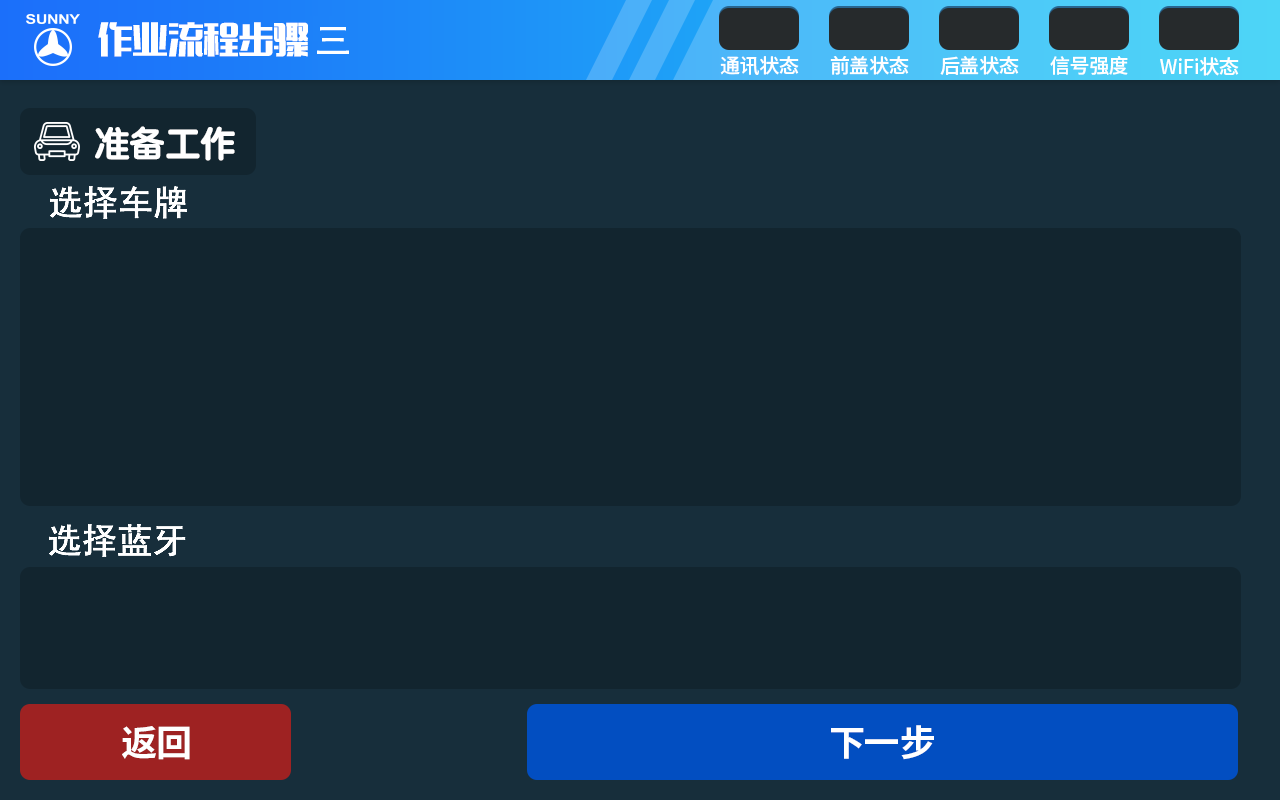 SUNNY
作业流程步骤 三
通讯状态
前盖状态
后盖状态
信号强度
WiFi状态
准备工作
选择车牌
选择蓝牙
返回
下一步